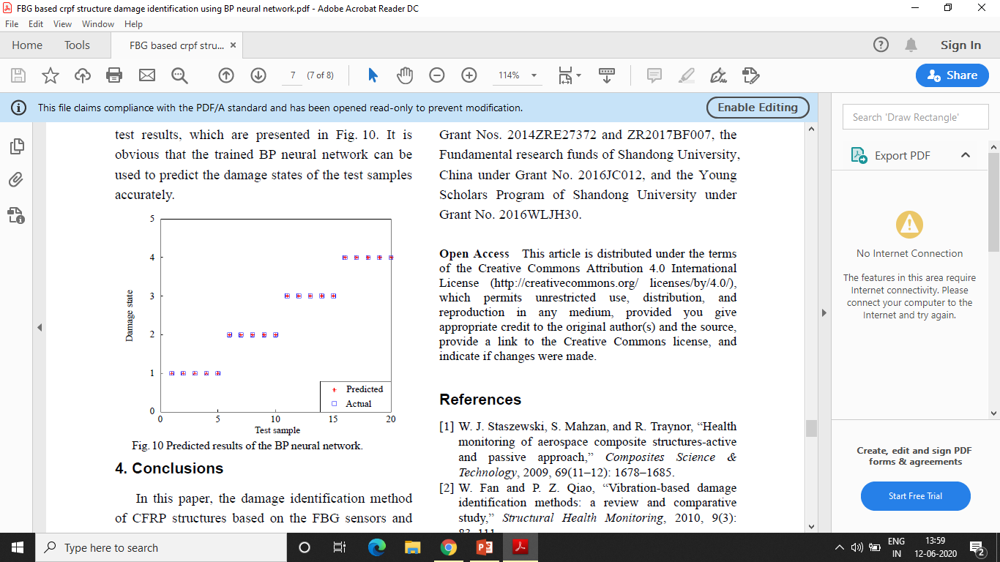 FBG based crpf structure damage identification using BP neural network.pdf - Adobe Acrobat Reader DC
File Edit View Window Help
Home Tools FBG based crpf stru... × Sign In
7 (7 of 8) 114% Share
This file claims compliance with the PDF/A standard and has been opened read-only to prevent modification. Enable Editing
test results, which are presented in Fig. 10. It is
obvious that the trained BP neural network can be
used to predict the damage states of the test samples
accurately.
5
4
3
2
1
0
Damage state
Predicted
Actual
0 5 10 15 20
Test sample
Fig. 10 Predicted results of the BP neural network.
4. Conclusions
In this paper, the damage identification method
of CFRP structures based on the FBG sensors and
Grant Nos. 2014ZRE27372 and ZR2017BF007, the
Fundamental research funds of Shandong University,
China under Grant No. 2016JC012, and the Young
Scholars Program of Shandong University under
Grant No. 2016WLJH30.
Open Access This article is distributed under the terms
of the Creative Commons Attribution 4.0 International
License (http://creativecommons.org/ licenses/by/4.0/),
which permits unrestricted use, distribution, and
reproduction in any medium, provided you give
appropriate credit to the original author(s) and the source,
provide a link to the Creative Commons license, and
indicate if changes were made.
References
[1] W. J. Staszewski, S. Mahzan, and R. Traynor, “Health
monitoring of aerospace composite structures-active
and passive approach,” Composites Science &
Technology, 2009, 69(11–12): 1678–1685.
[2] W. Fan and P. Z. Qiao, “Vibration-based damage
identification methods: a review and comparative
study,” Structural Health Monitoring, 2010, 9(3):
83–111.
Search 'Draw Rectangle'
Export PDF
No Internet Connection
The features in this area require
Internet connectivity. Please
connect your computer to the
Internet and try again.
Create, edit and sign PDF
forms & agreements
Start Free Trial
Type here to search
ENG
IN
13:59
12-06-2020
2